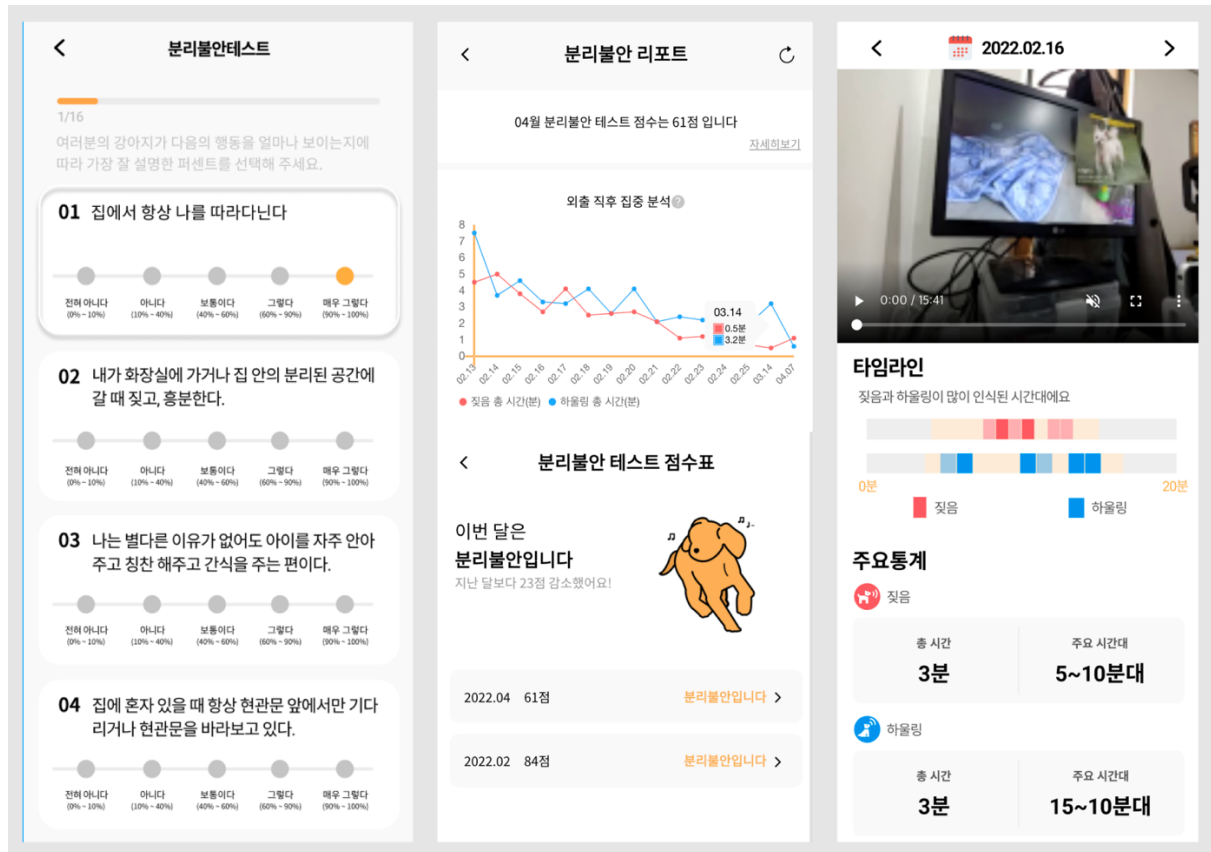 분리불안테스트
1/16
여러분의 강아지가 다음의 행동을 얼마나 보이는지에
따라 가장 잘 설명한 퍼센트를 선택해 주세요.
01 집에서 항상 나를 따라다닌다
전혀 아니다 아니다 보통이다 그렇다 매우 그렇다
(0% ~ 10%) (10% ~ 40%) (40% ~ 60%) (60% ~ 90%) (90% ~ 100%)
02 내가 화장실에 가거나 집 안의 분리된 공간에
갈 때 짖고, 흥분한다.
전혀 아니다 아니다 보통이다 그렇다 매우 그렇다
(0% ~ 10%) (10% ~ 40%) (40% ~ 60%) (60% ~ 90%) (90% ~ 100%)
03 나는 별다른 이유가 없어도 아이를 자주 안아
주고 칭찬 해주고 간식을 주는 편이다.
전혀 아니다 아니다 보통이다 그렇다 매우 그렇다
(0% ~ 10%) (10% ~ 40%) (40% ~ 60%) (60% ~ 90%) (90% ~ 100%)
04 집에 혼자 있을 때 항상 현관문 앞에서만 기다
리거나 현관문을 바라보고 있다.
전혀 아니다 아니다 보통이다 그렇다 매우 그렇다
(0% ~ 10%) (10% ~ 40%) (40% ~ 60%) (60% ~ 90%) (90% ~ 100%)
분리불안 리포트
04월 분리불안 테스트 점수는 61점 입니다
자세히보기
외출 직후 집중 분석?
8
7
6
5
4
3
2
1
0
03.14
0.5분
3.2분
02.13 02.14 02.15 02.16 02.17 02.18 02.19 02.20 02.21 02.22 02.23 02.24 02.25 03.14 04.07
짖음 총 시간(분) 하울링 총 시간(분)
분리불안 테스트 점수표
이번 달은
분리불안입니다
지난 달보다 23점 감소했어요!
2022.04 61점 분리불안입니다
2022.02 84점 분리불안입니다
2022.02.16
0:00 / 15:41
타임라인
짖음과 하울링이 많이 인식된 시간대에요
0분 20분
짖음 하울링
주요통계
짖음
총 시간 주요 시간대
3분 5~10분대
하울링
총 시간 주요 시간대
3분 15~10분대